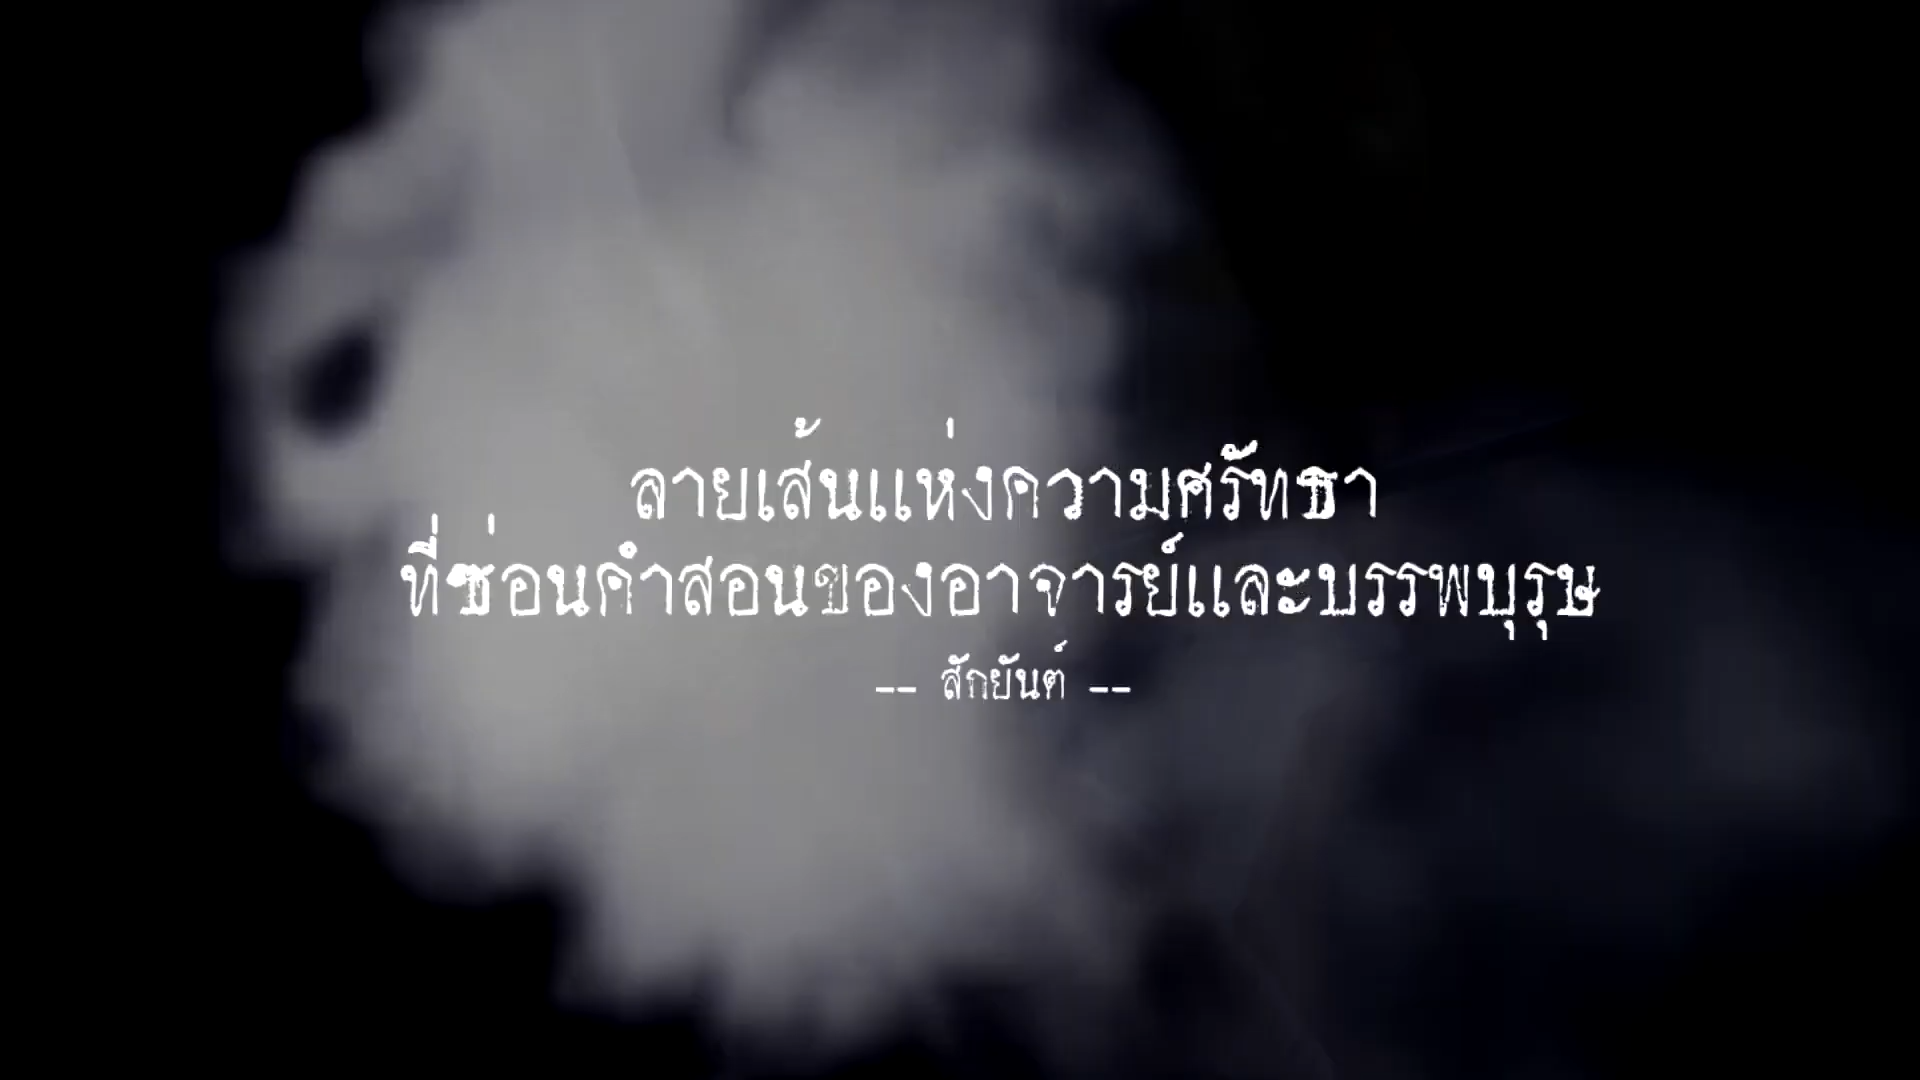 ลายเส้นแห่งความศรัทธา
ที่ซ่อนคำสอนของอาจารย์และบรรพบุรุษ
-- สักยันต์ --